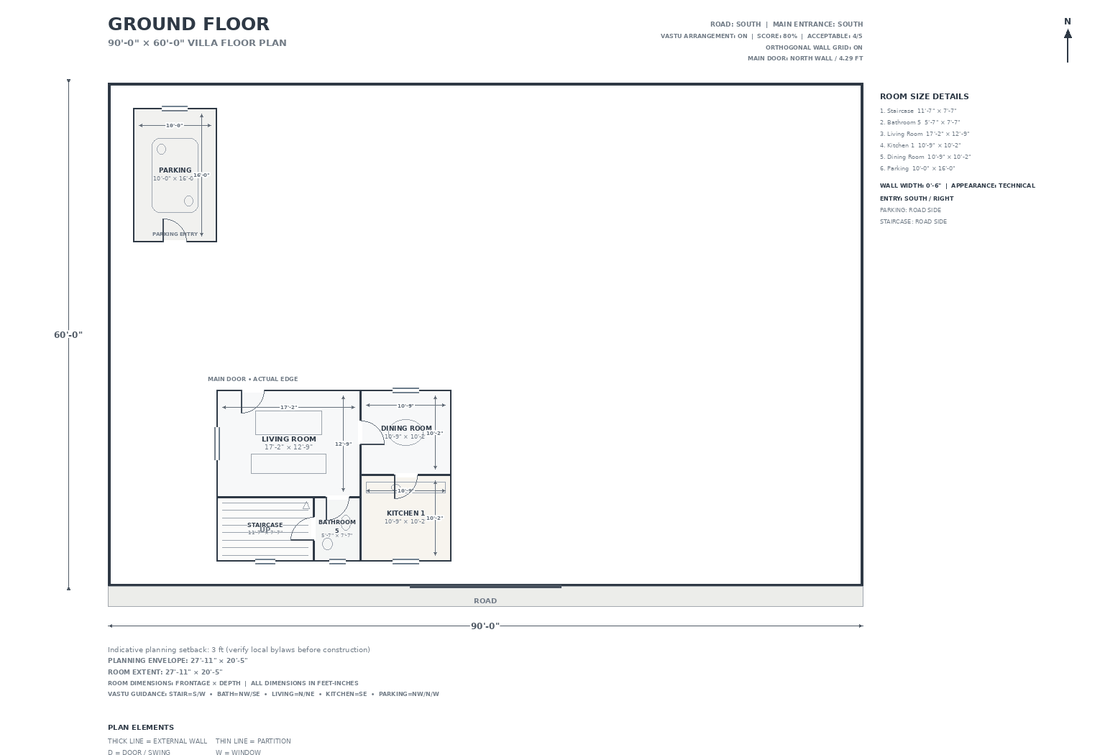 GROUND FLOOR
90'-0" × 60'-0" VILLA FLOOR PLAN
ROAD: SOUTH | MAIN ENTRANCE: SOUTH
VASTU ARRANGEMENT: ON | SCORE: 80% | ACCEPTABLE: 4/5
ORTHOGONAL WALL GRID: ON
MAIN DOOR: NORTH WALL / 4.29 FT
N
ROOM SIZE DETAILS
1. Staircase 11'-7" × 7'-7"
2. Bathroom 5 5'-7" × 7'-7"
3. Living Room 17'-2" × 12'-9"
4. Kitchen 1 10'-9" × 10'-2"
5. Dining Room 10'-9" × 10'-2"
6. Parking 10'-0" × 16'-0"
WALL WIDTH: 0'-6" | APPEARANCE: TECHNICAL
ENTRY: SOUTH / RIGHT
PARKING: ROAD SIDE
STAIRCASE: ROAD SIDE
10'-0"
PARKING
10'-0" × 16'-0"
16'-0"
PARKING ENTRY
60'-0"
MAIN DOOR • ACTUAL EDGE
17'-2"
LIVING ROOM
17'-2" × 12'-9"
12'-9"
10'-9"
DINING ROOM
10'-9" × 10'-2
10'-2"
10'-9"
KITCHEN 1
10'-9" × 10'-2
10'-2"
STAIRCASE
UP
BATHROOM
5
5'-7" × 7'-7"
ROAD
90'-0"
Indicative planning setback: 3 ft (verify local bylaws before construction)
PLANNING ENVELOPE: 27'-11" × 20'-5"
ROOM EXTENT: 27'-11" × 20'-5"
ROOM DIMENSIONS: FRONTAGE × DEPTH | ALL DIMENSIONS IN FEET-INCHES
VASTU GUIDANCE: STAIR=S/W • BATH=NW/SE • LIVING=N/NE • KITCHEN=SE • PARKING=NW/N/W
PLAN ELEMENTS
THICK LINE = EXTERNAL WALL THIN LINE = PARTITION
D = DOOR / SWING W = WINDOW